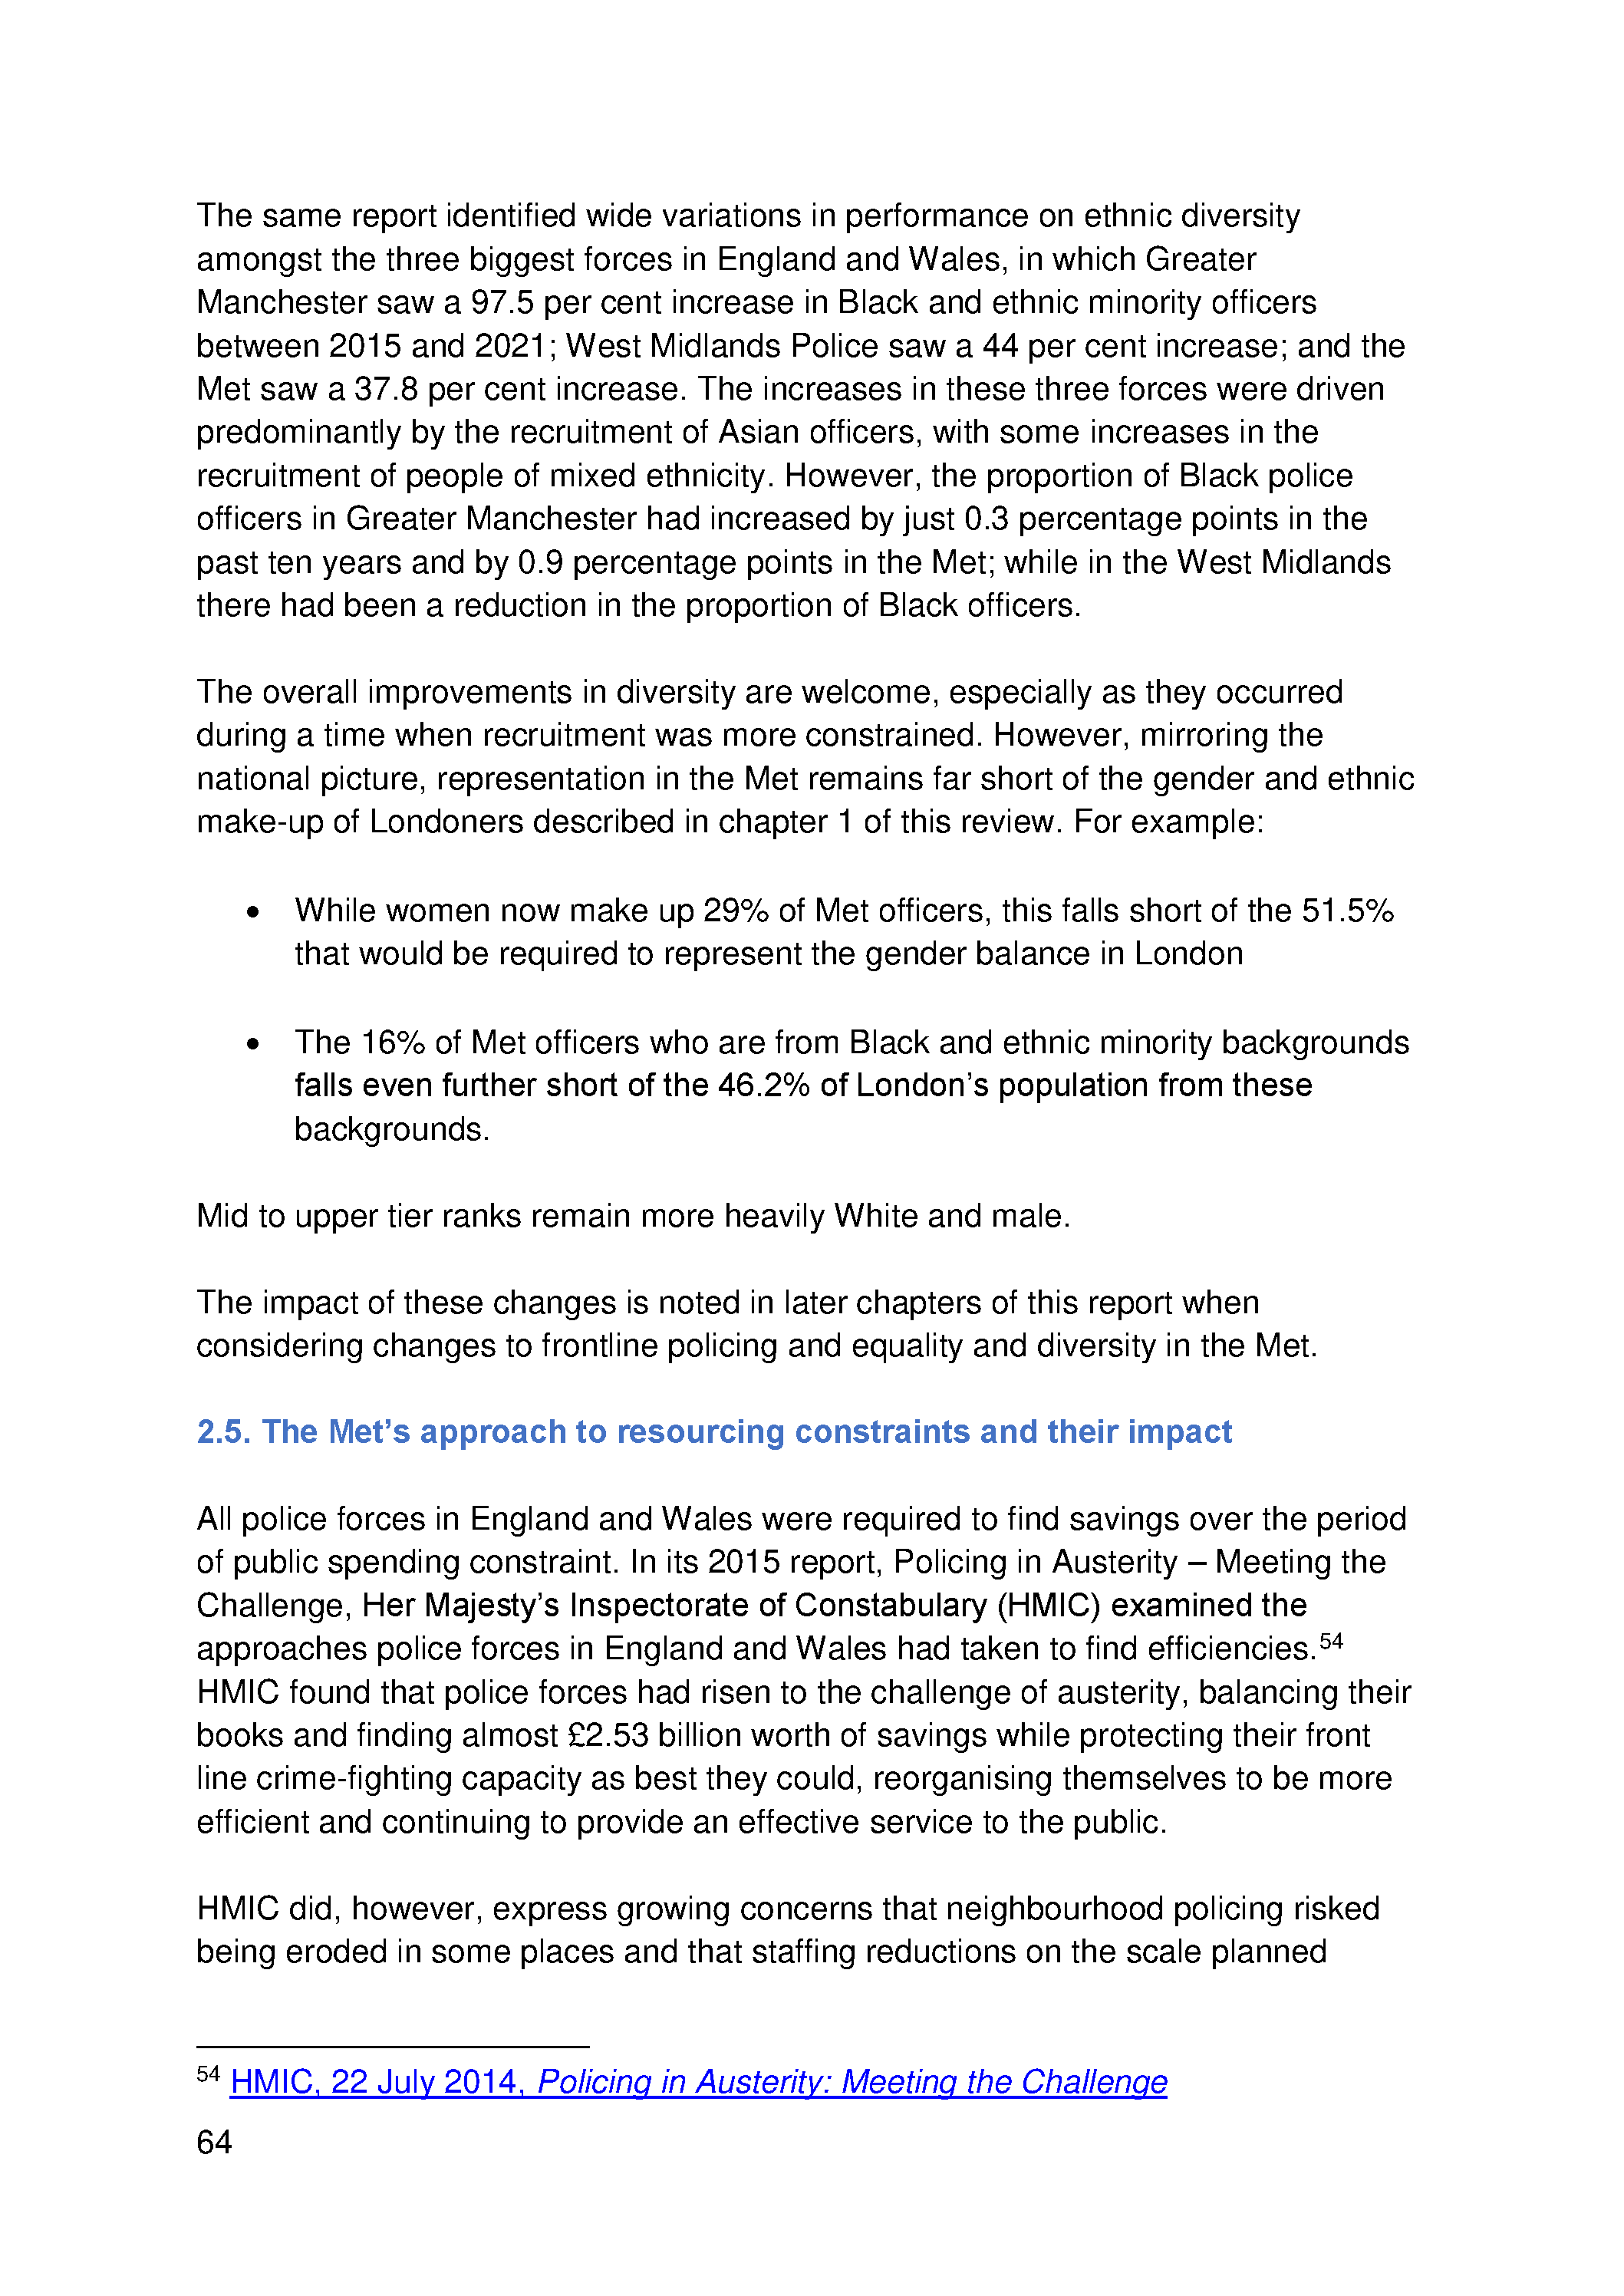 The same report identified wide variations in performance on ethnic diversity
amongst the three biggest forces in England and Wales, in which Greater
Manchester saw a 97.5 per cent increase in Black and ethnic minority officers
between 2015 and 2021; West Midlands Police saw a 44 per cent increase; and the
Met saw a 37.8 per cent increase. The increases in these three forces were driven
predominantly by the recruitment of Asian officers, with some increases in the
recruitment of people of mixed ethnicity. However, the proportion of Black police
officers in Greater Manchester had increased by just 0.3 percentage points in the
past ten years and by 0.9 percentage points in the Met; while in the West Midlands
there had been a reduction in the proportion of Black officers.
The overall improvements in diversity are welcome, especially as they occurred
during a time when recruitment was more constrained. However, mirroring the
national picture, representation in the Met remains far short of the gender and ethnic
make-up of Londoners described in chapter 1 of this review. For example:
• While women now make up 29% of Met officers, this falls short of the 51.5%
that would be required to represent the gender balance in London
• The 16% of Met officers who are from Black and ethnic minority backgrounds
falls even further short of the 46.2% of London’s population from these
backgrounds.
Mid to upper tier ranks remain more heavily White and male.
The impact of these changes is noted in later chapters of this report when
considering changes to frontline policing and equality and diversity in the Met.
2.5. The Met’s approach to resourcing constraints and their impact
All police forces in England and Wales were required to find savings over the period
of public spending constraint. In its 2015 report, Policing in Austerity – Meeting the
Challenge, Her Majesty’s Inspectorate of Constabulary (HMIC) examined the
approaches police forces in England and Wales had taken to find efficiencies.54
HMIC found that police forces had risen to the challenge of austerity, balancing their
books and finding almost £2.53 billion worth of savings while protecting their front
line crime-fighting capacity as best they could, reorganising themselves to be more
efficient and continuing to provide an effective service to the public.
HMIC did, however, express growing concerns that neighbourhood policing risked
being eroded in some places and that staffing reductions on the scale planned
54 HMIC, 22 July 2014, Policing in Austerity: Meeting the Challenge
64